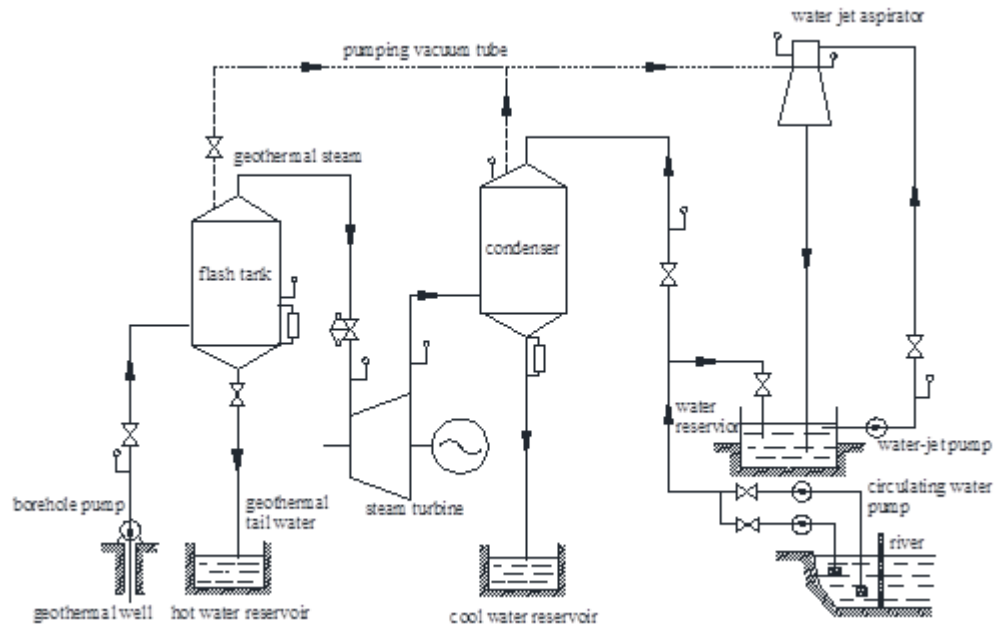 water jet aspirator
pumping vacuum tube
geothermal steam
condenser
flash tank
water
reservior
water-jet pump
circulating water
pump
borehole pump
geothermal
tail water
steam turbine
river
geothermal well
hot water reservoir
cool water reservoir